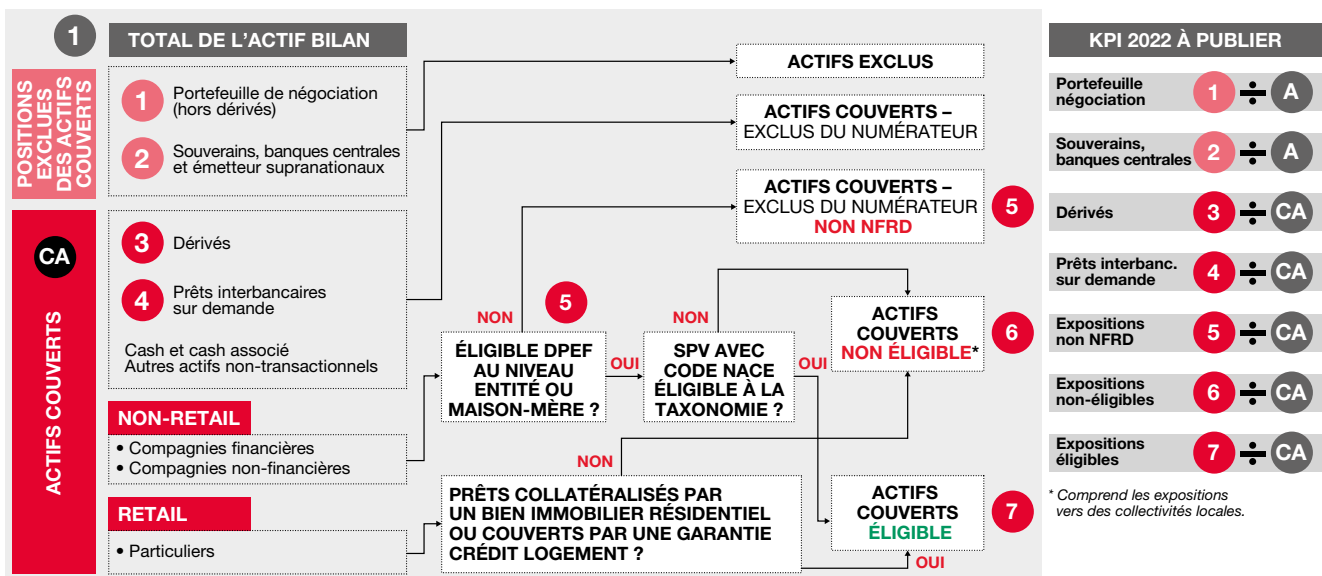 1
TOTAL DE L'ACTIF BILAN
POSITIONS
EXCLUES
DES ACTIFS
COUVERTS
1
Portefeuille de négociation
(hors dérivés)
2
Souverains, banques centrales
et émetteur supranationaux
CA
ACTIFS COUVERTS
3
Dérivés
4
Prêts interbancaires
sur demande
Cash et cash associé
Autres actifs non-transactionnels
NON-RETAIL
• Compagnies financières
• Compagnies non-financières
RETAIL
• Particuliers
ACTIFS EXCLUS
ACTIFS COUVERTS –
EXCLUS DU NUMÉRATEUR
ACTIFS COUVERTS –
EXCLUS DU NUMÉRATEUR
NON NFRD
5
NON
5
ÉLIGIBLE DPEF
AU NIVEAU
ENTITÉ OU
MAISON-MÈRE ?
OUI
NON
SPV AVEC
CODE NACE
ÉLIGIBLE À LA
TAXONOMIE ?
OUI
ACTIFS
COUVERTS
NON ÉLIGIBLE*
6
NON
PRÊTS COLLATÉRALISÉS PAR
UN BIEN IMMOBILIER RÉSIDENTIEL
OU COUVERTS PAR UNE GARANTIE
CRÉDIT LOGEMENT ?
ACTIFS
COUVERTS
ÉLIGIBLE
7
OUI
KPI 2022 À PUBLIER
Portefeuille
négociation
1 ÷ A
Souverains,
banques centrales
2 ÷ A
Dérivés
3 ÷ CA
Prêts interbanc.
sur demande
4 ÷ CA
Expositions
non NFRD
5 ÷ CA
Expositions
non-éligibles
6 ÷ CA
Expositions
éligibles
7 ÷ CA
* Comprend les expositions
vers des collectivités locales.